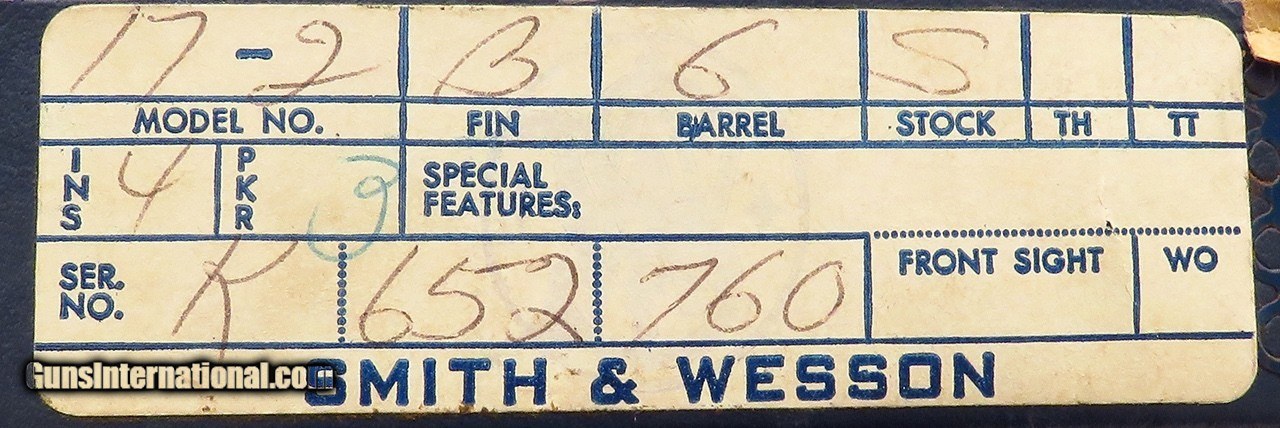 17-2 B 6 S
MODEL NO. FIN BARREL STOCK TH TT
INS 4 PKR 3 SPECIAL
FEATURES:
SER. K 652 760 FRONT SIGHT WO
NO.
SMITH & WESSON
GunsInternational.com